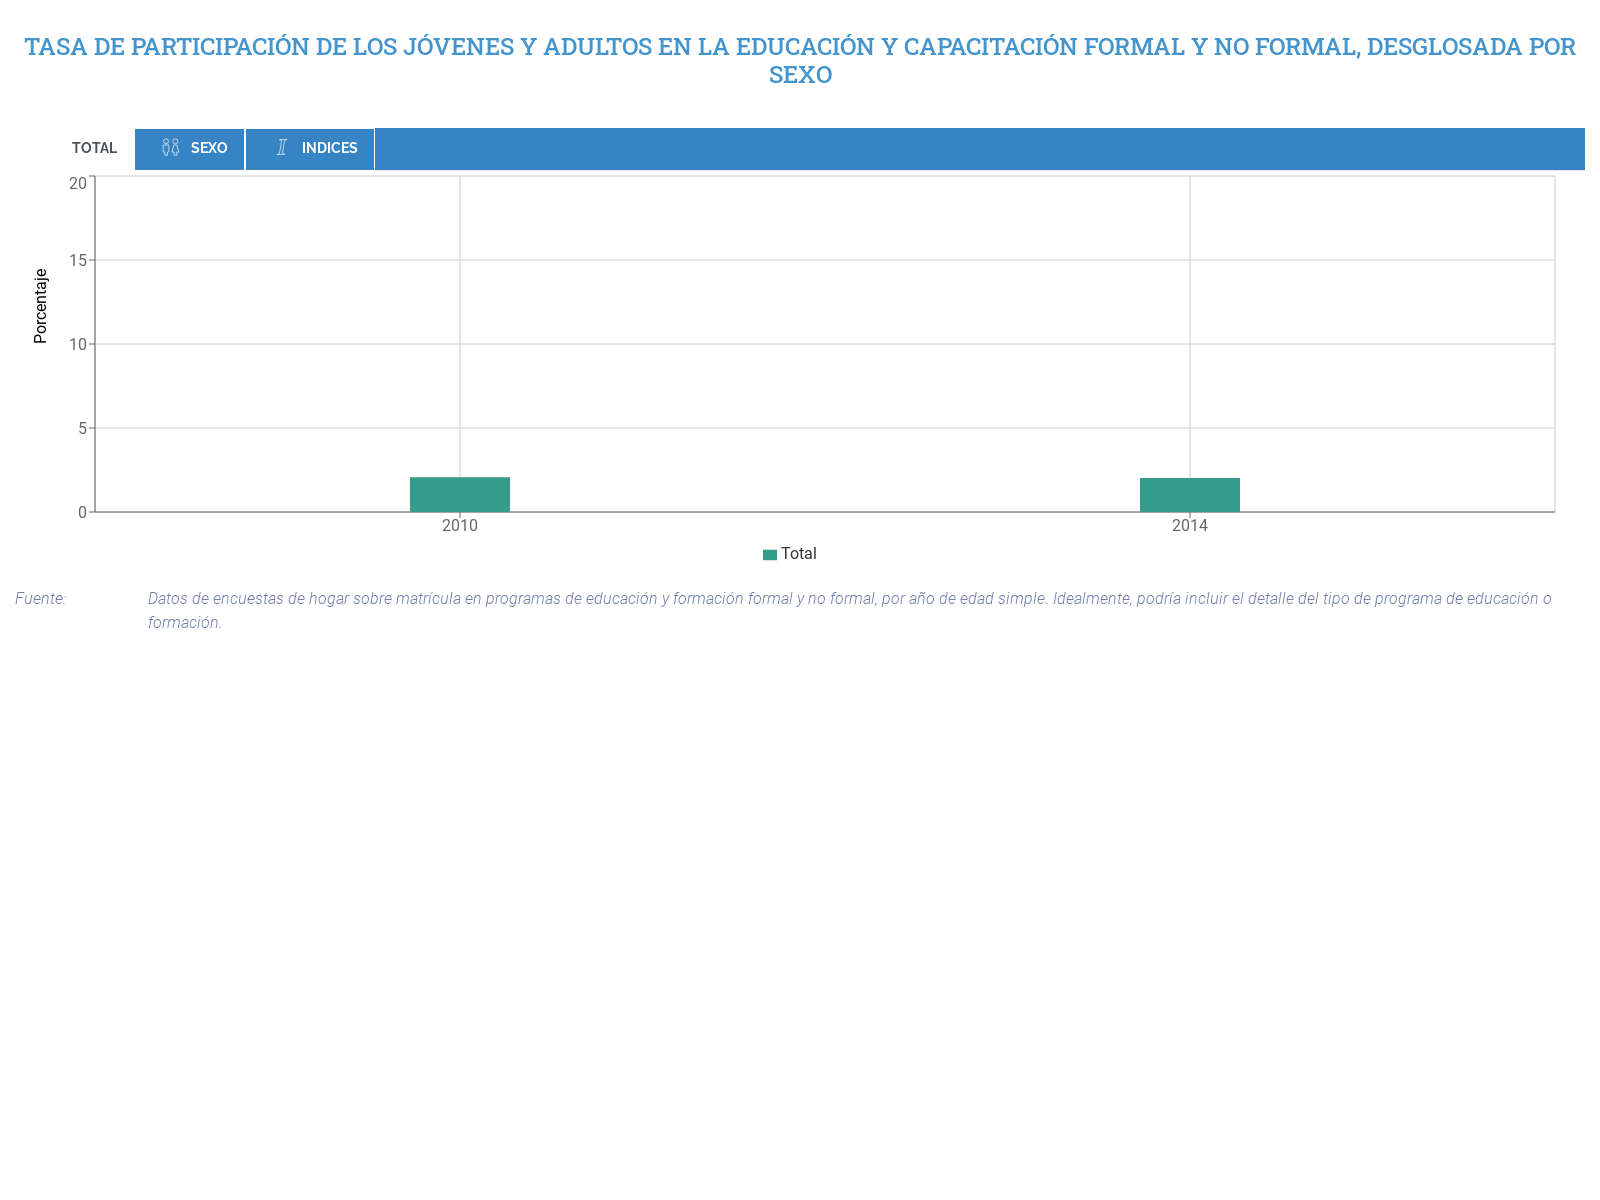 TASA DE PARTICIPACIÓN DE LOS JÓVENES Y ADULTOS EN LA EDUCACIÓN Y CAPACITACIÓN FORMAL Y NO FORMAL, DESGLOSADA POR
SEXO
TOTAL SEXO INDICES
20
15
10
5
0
Porcentaje
2010 2014
Total
Fuente: Datos de encuestas de hogar sobre matrícula en programas de educación y formación formal y no formal, por año de edad simple. Idealmente, podría incluir el detalle del tipo de programa de educación o
formación.